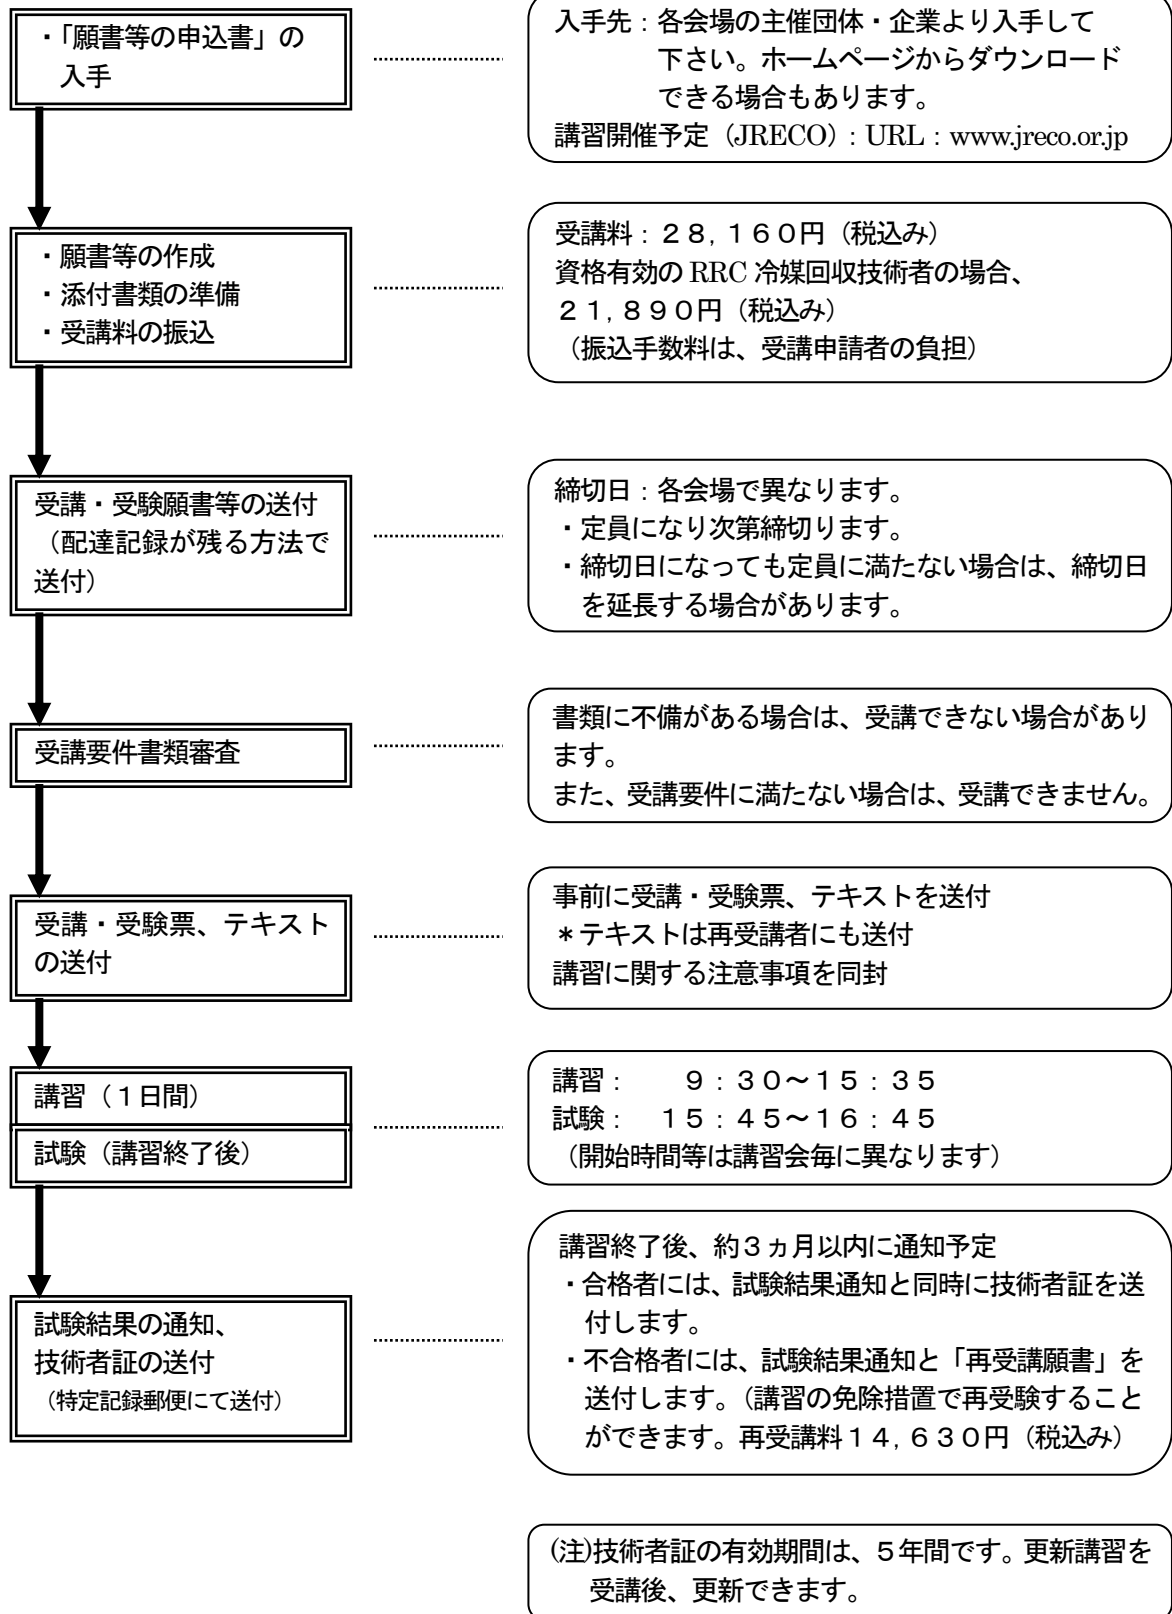 ・「願書等の申込書」の
入手
入手先：各会場の主催団体・企業より入手して
下さい。ホームページからダウンロード
できる場合もあります。
講習開催予定（JRECO）：URL：www.jreco.or.jp
・願書等の作成
・添付書類の準備
・受講料の振込
受講料：２８，１６０円（税込み）
資格有効の RRC 冷媒回収技術者の場合、
２１，８９０円（税込み）
（振込手数料は、受講申請者の負担）
受講・受験願書等の送付
（配達記録が残る方法で
送付）
締切日：各会場で異なります。
・定員になり次第締切ります。
・締切日になっても定員に満たない場合は、締切日
を延長する場合があります。
受講要件書類審査
書類に不備がある場合は、受講できない場合があり
ます。
また、受講要件に満たない場合は、受講できません。
受講・受験票、テキスト
の送付
事前に受講・受験票、テキストを送付
＊テキストは再受講者にも送付
講習に関する注意事項を同封
講習（１日間）
試験（講習終了後）
講習：　９：３０～１５：３５
試験：　１５：４５～１６：４５
（開始時間等は講習会毎に異なります）
試験結果の通知、
技術者証の送付
（特定記録郵便にて送付）
講習終了後、約３ヵ月以内に通知予定
・合格者には、試験結果通知と同時に技術者証を送
付します。
・不合格者には、試験結果通知と「再受講願書」を
送付します。（講習の免除措置で再受験すること
ができます。再受講料１４，６３０円（税込み）
(注)技術者証の有効期間は、５年間です。更新講習を
受講後、更新できます。